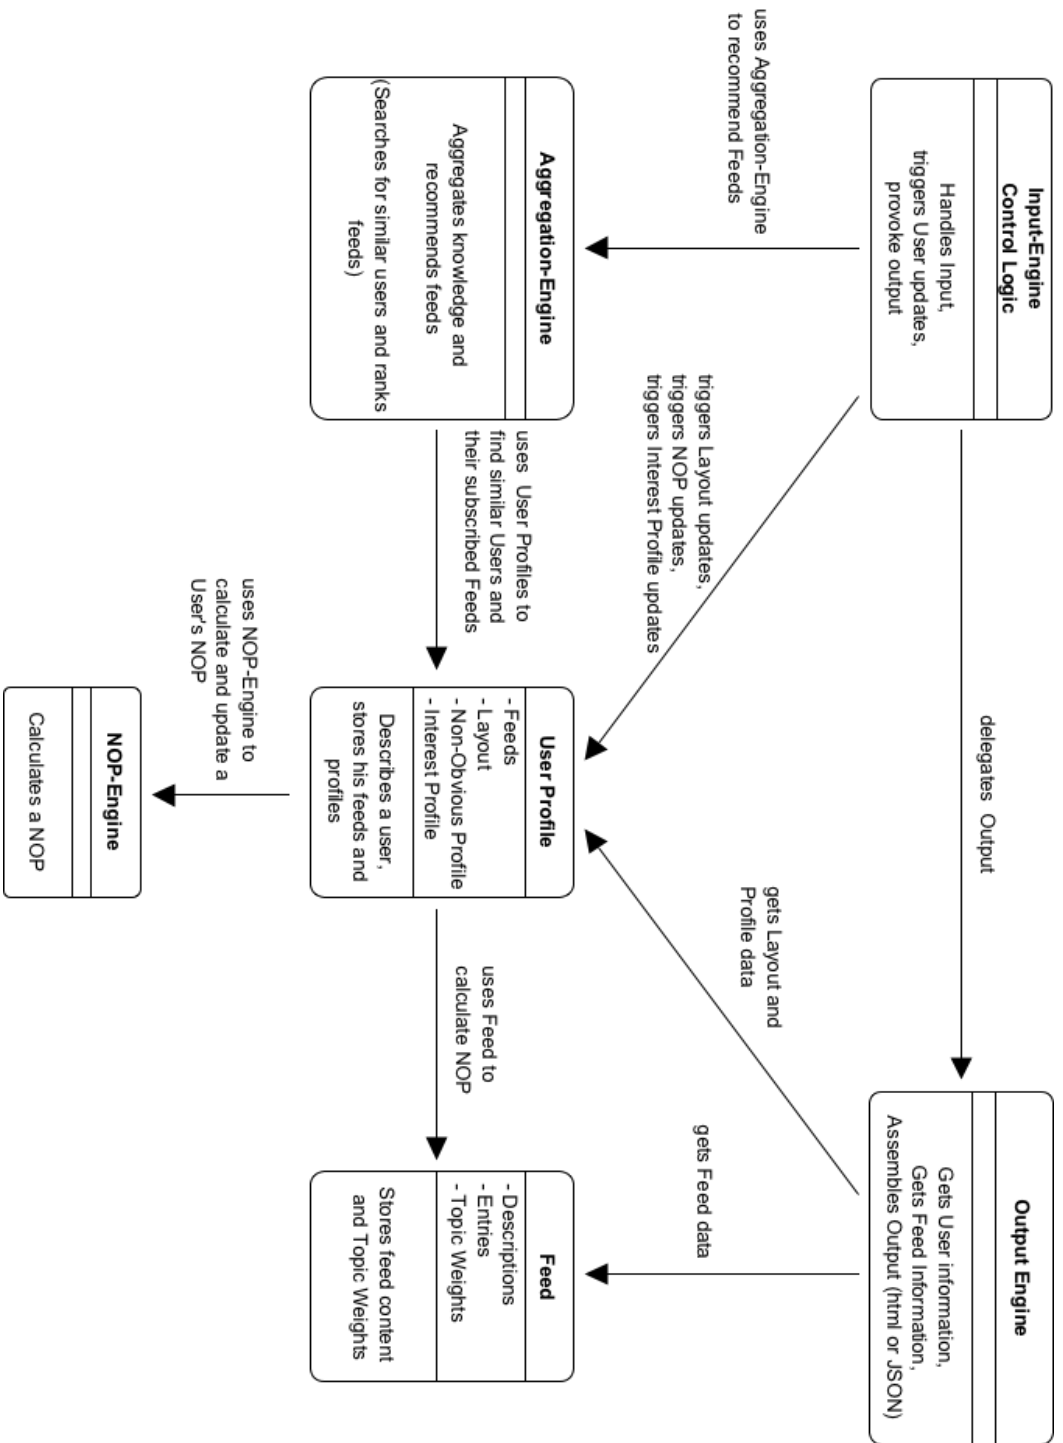 Input-Engine
Control Logic
Handles Input,
triggers User updates,
provoke output
delegates  Output
Output Engine
Gets User information,
Gets Feed Information,
Assembles Output (html or JSON)
uses Aggregation-Engine
to recommend Feeds
triggers Layout updates,
triggers NOP updates,
triggers Interest Profile updates
gets Layout and
Profile data
gets Feed data
Aggregation-Engine
Aggregates knowledge and
recommends feeds
(Searches for similar users and ranks
feeds)
uses  User Profiles to
find similar Users and
their subscribed Feeds
User Profile
- Feeds
- Layout
- Non-Obvious Profile
- Interest Profile
Describes a user,
stores his feeds and
profiles
uses Feed to
calculate NOP
Feed
- Descriptions
- Entries
- Topic Weights
Stores feed content
and Topic Weights
uses NOP-Engine to
calculate and update a
User's NOP
NOP-Engine
Calculates a NOP